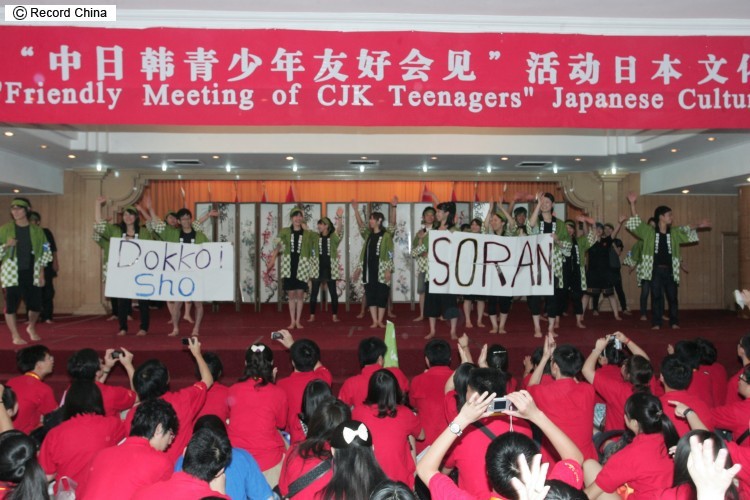 © Record China
“中日韩青少年友好会见”活动日本文化
"Friendly Meeting of CJK Teenagers" Japanese Cultur
Dokko!
Sho
SORAN